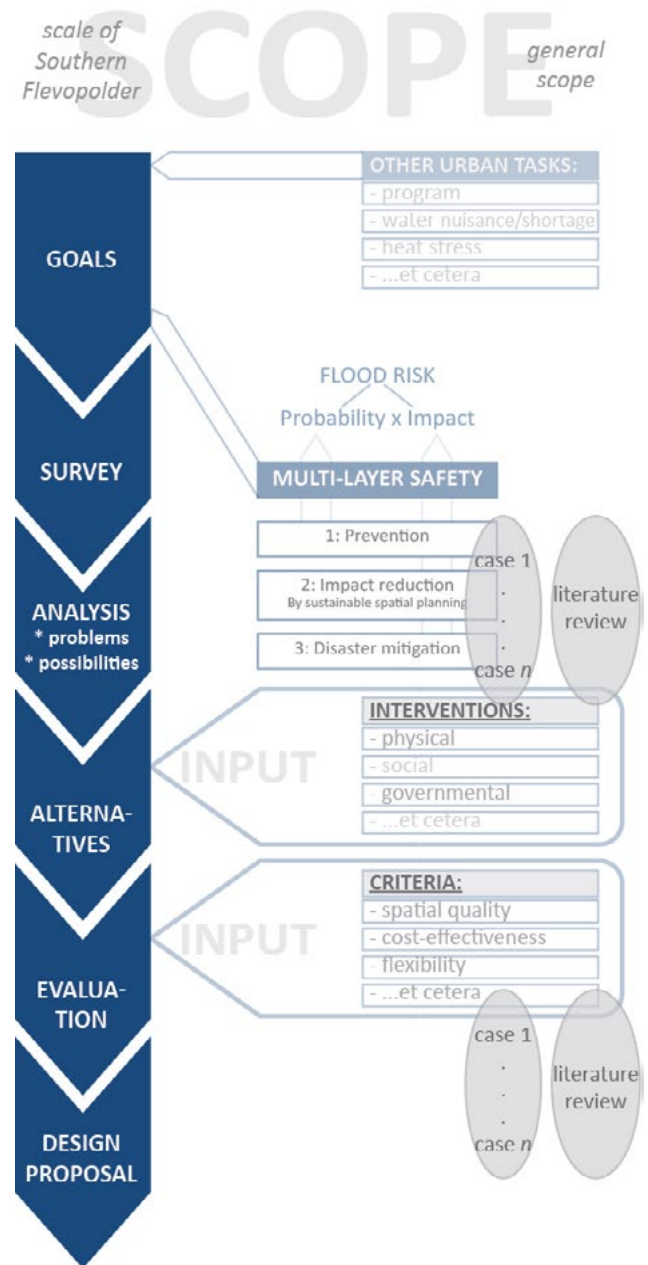 SCOPE
scale of
Southern
Flevopolder
general
scope
GOALS
OTHER URBAN TASKS:
- program
- water nuisance/shortage
- heat stress
- ...et cetera
FLOOD RISK
Probability x Impact
SURVEY
MULTI-LAYER SAFETY
1: Prevention
2: Impact reduction
By sustainable spatial planning
3: Disaster mitigation
case 1
.
.
.
case n
literature
review
ANALYSIS
* problems
* possibilities
INPUT
INTERVENTIONS:
- physical
- social
- governmental
- ...et cetera
ALTERNA-
TIVES
INPUT
CRITERIA:
- spatial quality
- cost-effectiveness
- flexibility
- ...et cetera
EVALUA-
TION
case 1
.
.
.
case n
literature
review
DESIGN
PROPOSAL